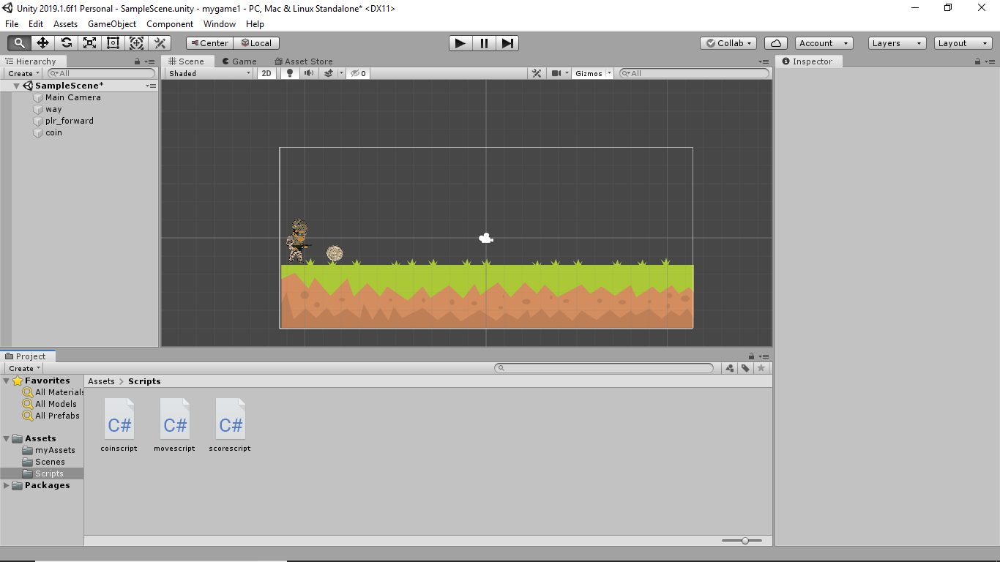 Unity 2019.1.6f1 Personal - SampleScene.unity - mygame1 - PC, Mac & Linux Standalone* <DX11>
File Edit Assets GameObject Component Window Help
Center Local Collab Account Layers Layout
Hierarchy Scene Game Asset Store Inspector
Create All Shaded 2D 0 Gizmos All
SampleScene*
Main Camera
way
plr_forward
coin
Project
Create
Favorites Assets > Scripts
All Materials
All Models
All Prefabs
C# C# C#
coinscript movescript scorescript
Assets
myAssets
Scenes
Scripts
Packages